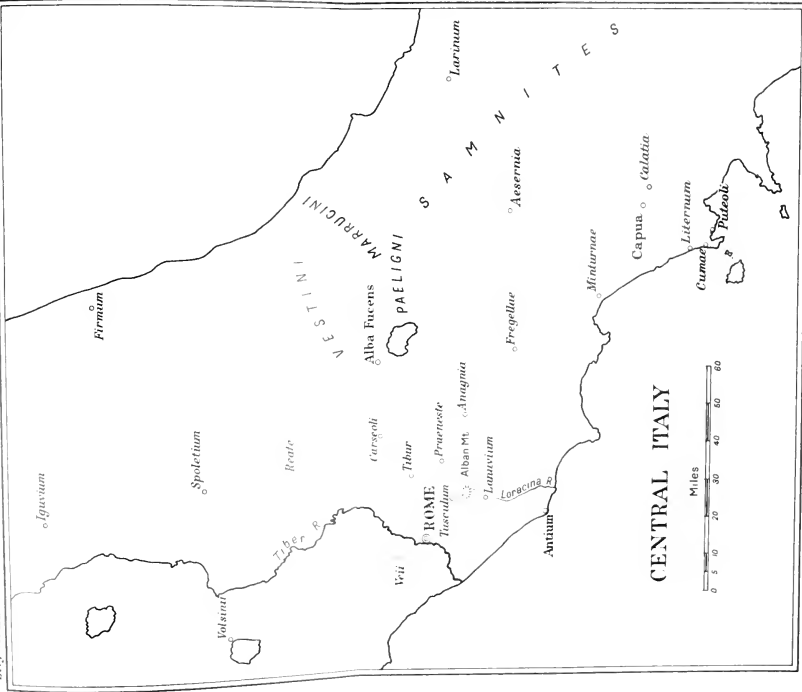 Iguvium
Firmum
Spoletium
Volsinii
Tiber R
Reate
VESTINI
MARRUCINI
Alba Fucens
PAELIGNI
Larinum
SAMNITES
Carseoli
Tibur
Veii
ROME
Praeneste
Tusculum
Alban Mt
Anagnia
Lanuvium
Loracina R
Antium
Fregellae
Aesernia
Minturnae
Capua
Calatia
Liternum
Cumae
Puteoli
CENTRAL ITALY
Miles
0 5 10 20 30 40 50 60